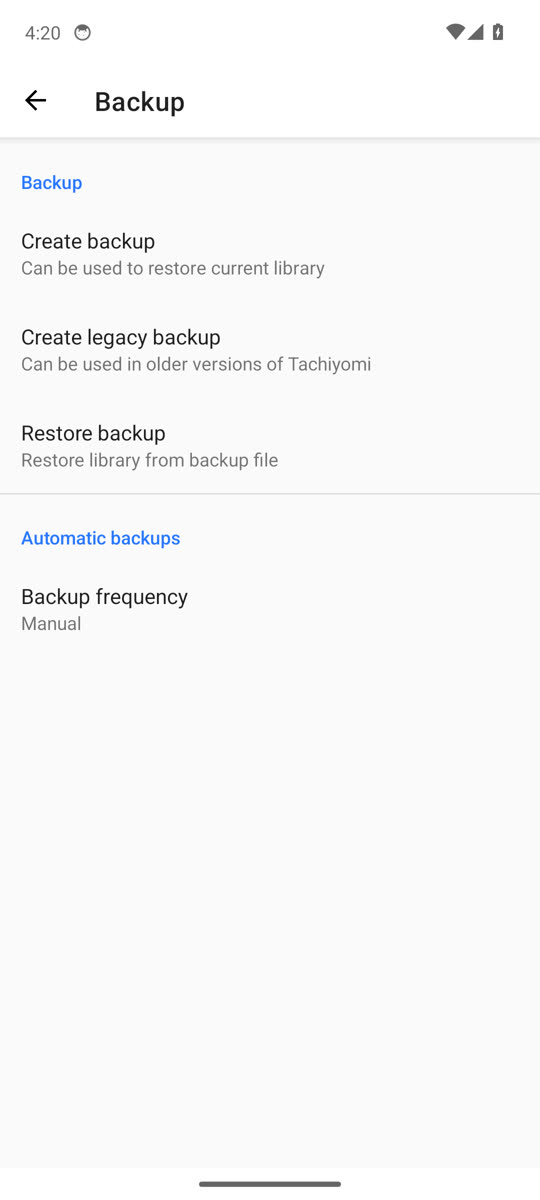 4:20
Backup
Backup
Create backup
Can be used to restore current library
Create legacy backup
Can be used in older versions of Tachiyomi
Restore backup
Restore library from backup file
Automatic backups
Backup frequency
Manual